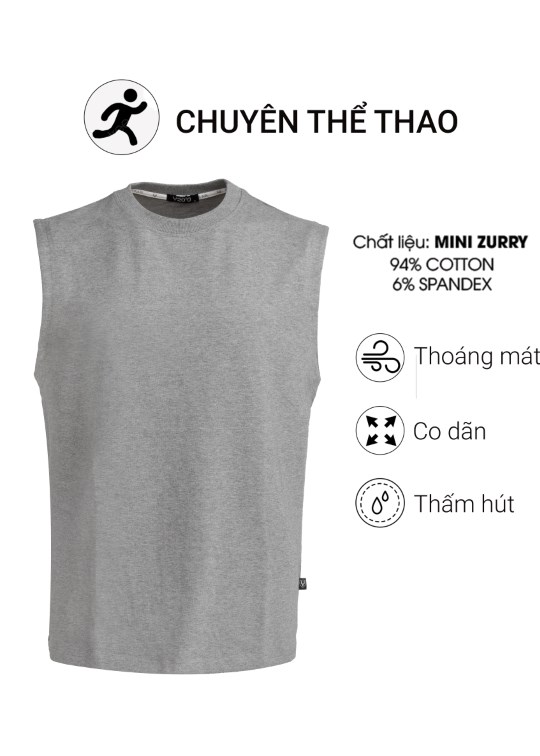 CHUYÊN THỂ THAO
Chất liệu: MINI ZURRY
94% COTTON
6% SPANDEX
Thoáng mát
Co dãn
Thấm hút